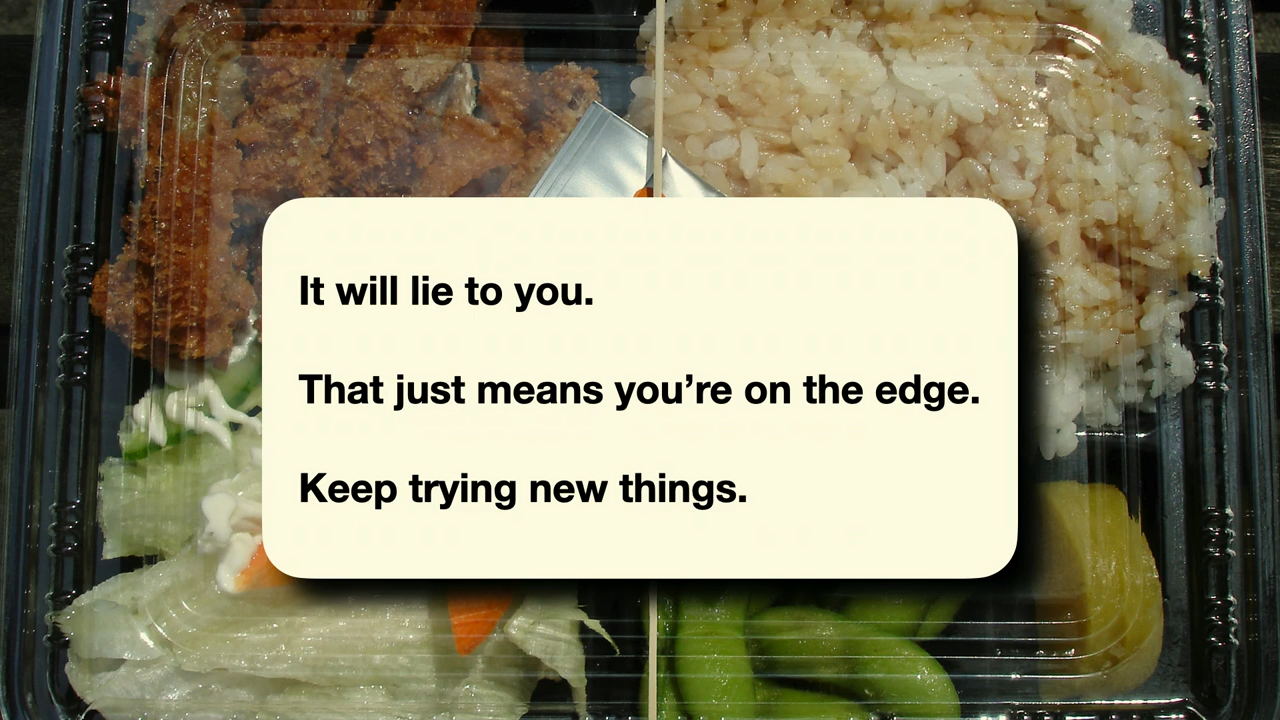 It will lie to you.
That just means you’re on the edge.
Keep trying new things.